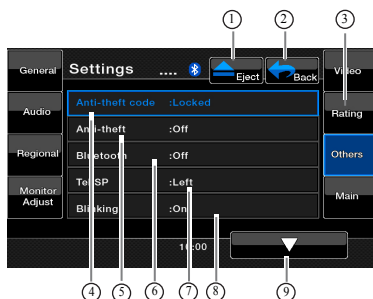 1 2 3
General Settings .... Eject Back Video
Anti-theft code :Locked
Audio Anti-theft :Off Rating
Regional Bluetooth :Off Others
Monitor Adjust Tel SP :Left Main
Blinking :On
10:00
4 5 6 7 8 9